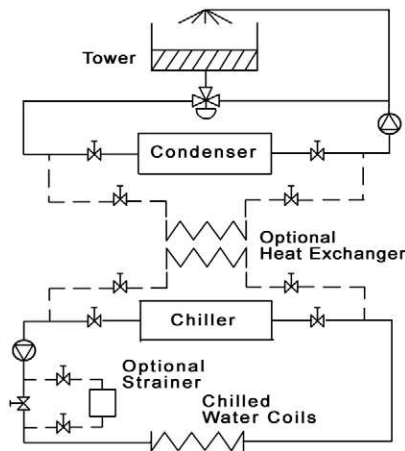 Tower
Condenser
Optional
Heat Exchanger
Chiller
Optional
Strainer
Chilled
Water Coils